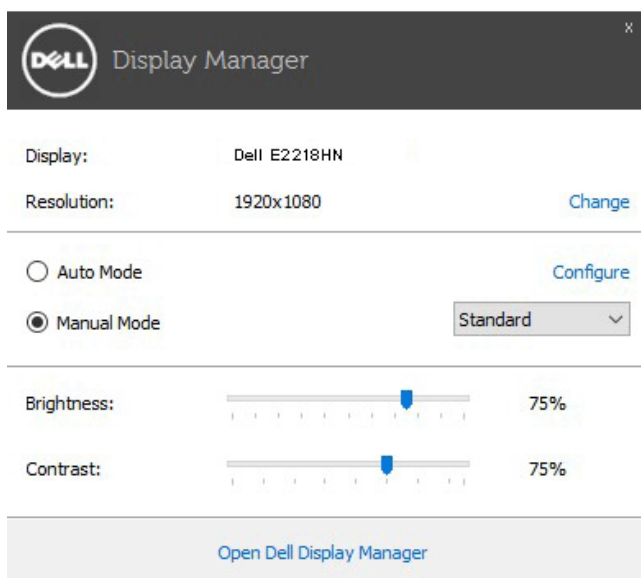 DELL Display Manager
x
Display: Dell E2218HN
Resolution: 1920x1080 Change
Auto Mode Configure
Manual Mode Standard
Brightness: 75%
Contrast: 75%
Open Dell Display Manager